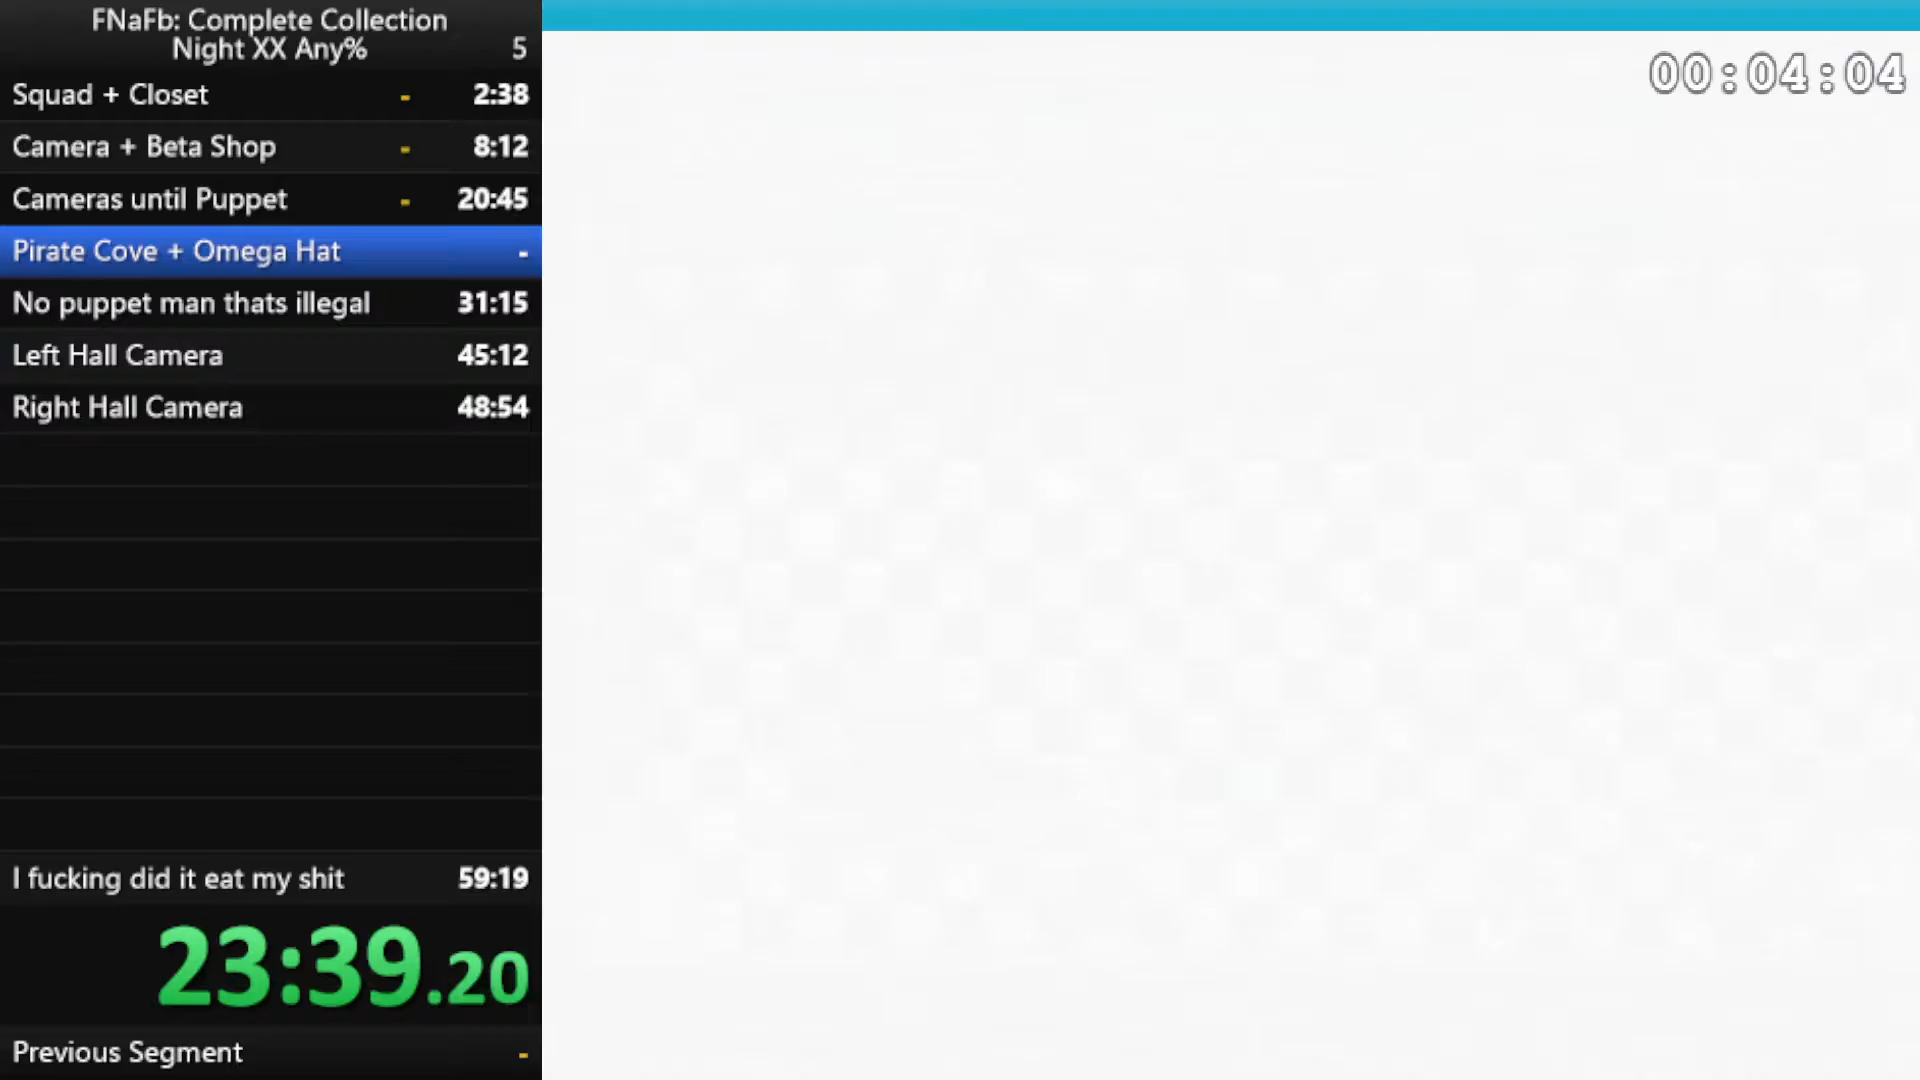 FNaFb: Complete Collection
Night XX Any% 5
Squad + Closet - 2:38
Camera + Beta Shop - 8:12
Cameras until Puppet - 20:45
Pirate Cove + Omega Hat -
No puppet man thats illegal 31:15
Left Hall Camera 45:12
Right Hall Camera 48:54
I fucking did it eat my shit 59:19
23:39.20
Previous Segment -
00:04:04